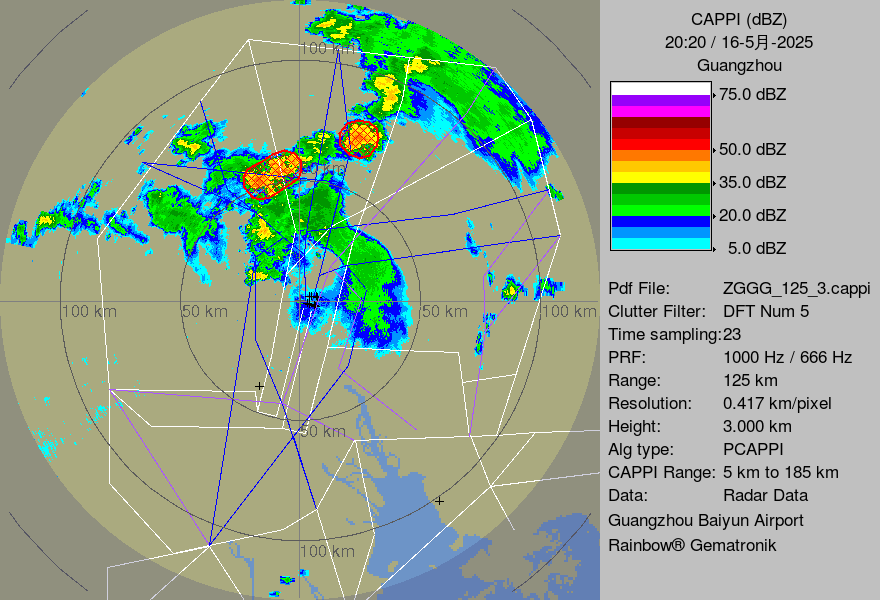 CAPPI (dBZ)
20:20 / 16-5月-2025
Guangzhou
75.0 dBZ
50.0 dBZ
35.0 dBZ
20.0 dBZ
5.0 dBZ
Pdf File: ZGGG_125_3.cappi
Clutter Filter: DFT Num 5
Time sampling:23
PRF: 1000 Hz / 666 Hz
Range: 125 km
Resolution: 0.417 km/pixel
Height: 3.000 km
Alg type: PCAPPI
CAPPI Range: 5 km to 185 km
Data: Radar Data
Guangzhou Baiyun Airport
Rainbow® Gematronik
100 km
km
100 km
50 km
50 km
100 km
50 km
100 km